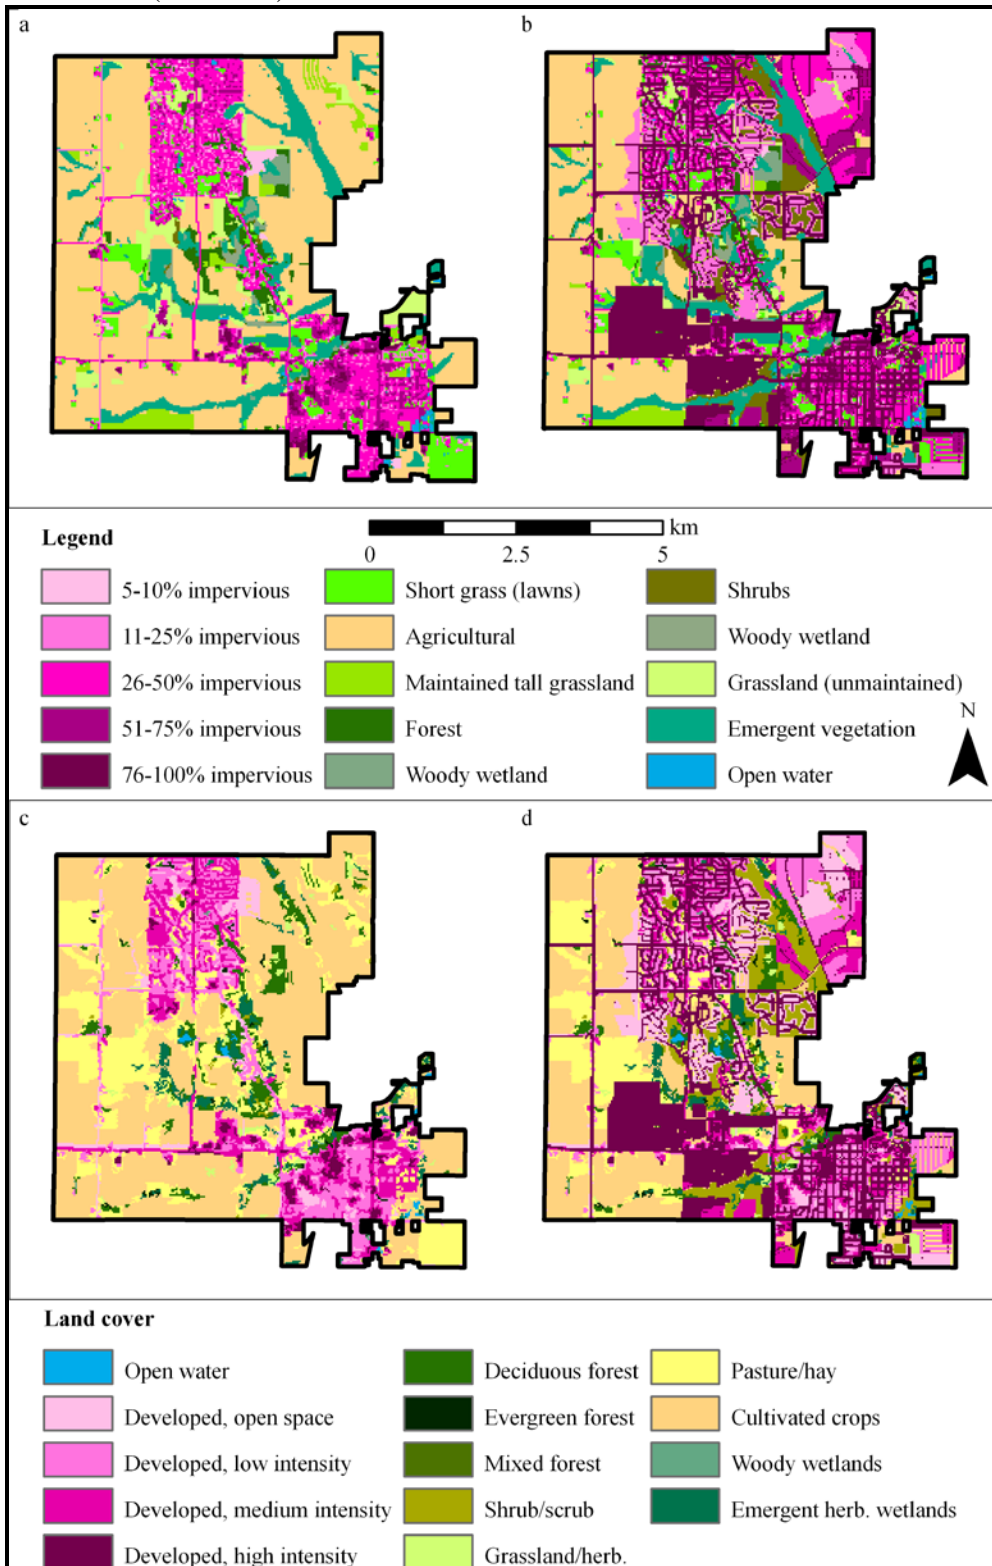 a
b
Legend
km
0
2.5
5
5-10% impervious
11-25% impervious
26-50% impervious
51-75% impervious
76-100% impervious
Short grass (lawns)
Agricultural
Maintained tall grassland
Forest
Woody wetland
Shrubs
Woody wetland
Grassland (unmaintained)
Emergent vegetation
Open water
N
c
d
Land cover
Open water
Developed, open space
Developed, low intensity
Developed, medium intensity
Developed, high intensity
Deciduous forest
Evergreen forest
Mixed forest
Shrub/scrub
Grassland/herb.
Pasture/hay
Cultivated crops
Woody wetlands
Emergent herb. wetlands